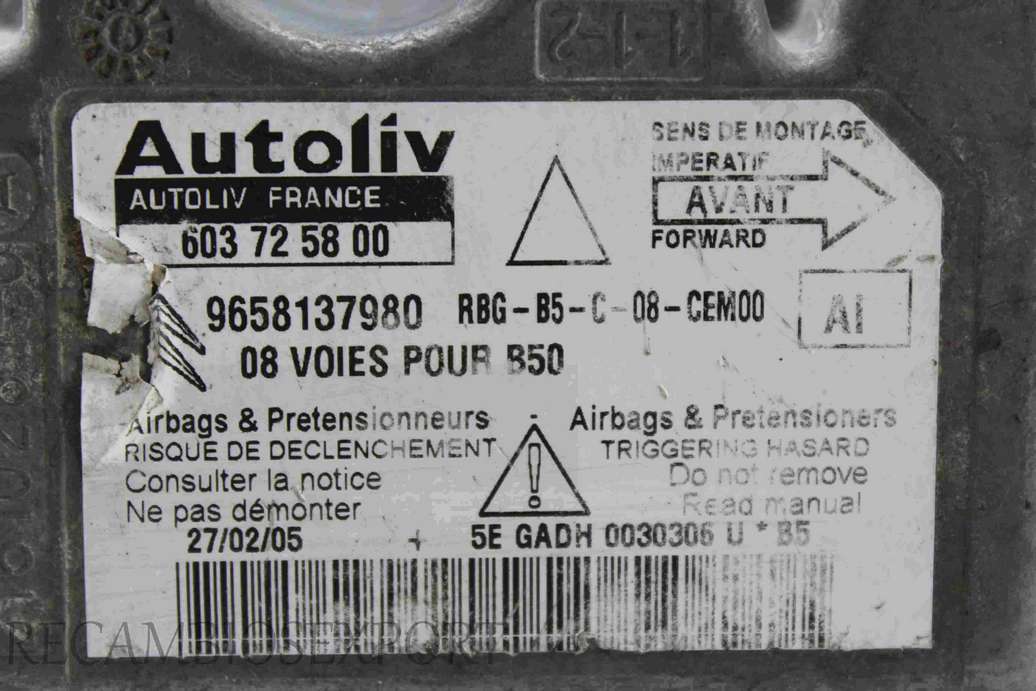 1-1-2
Autoliv
AUTOLIV FRANCE
603 72 58 00
SENS DE MONTAGE
IMPERATIF
AVANT
FORWARD
9658137980 RBG-B5-C-08-CEM00
AI
08 VOIES POUR B50
Airbags & Pretensionneurs
RISQUE DE DECLENCHEMENT
Consulter la notice
Ne pas démonter
Airbags & Pretensioners
TRIGGERING HASARD
Do not remove
Read manual
27/02/05 + 5E GADH 0030306 U * B5
RECAMBIOSEXPORT